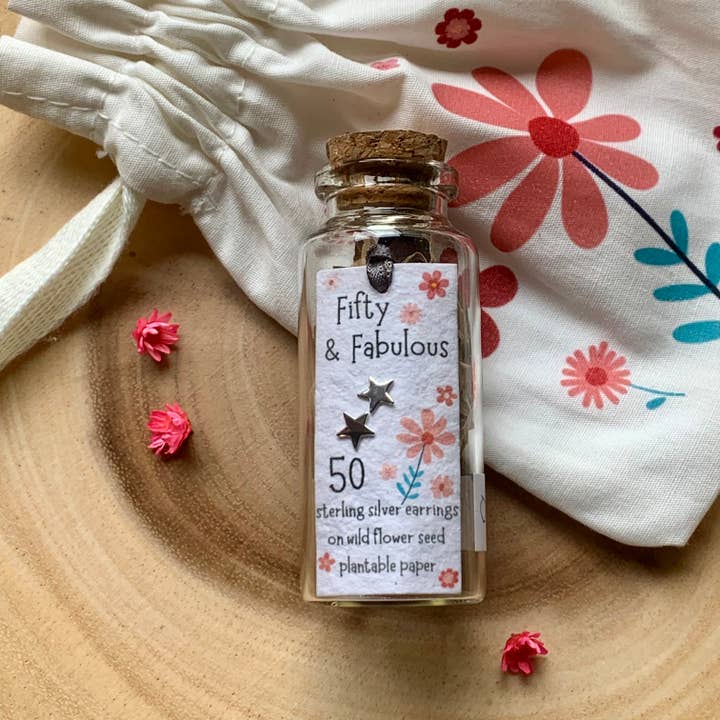 Fifty
& Fabulous
50
sterling silver earrings
on wild flower seed
plantable paper